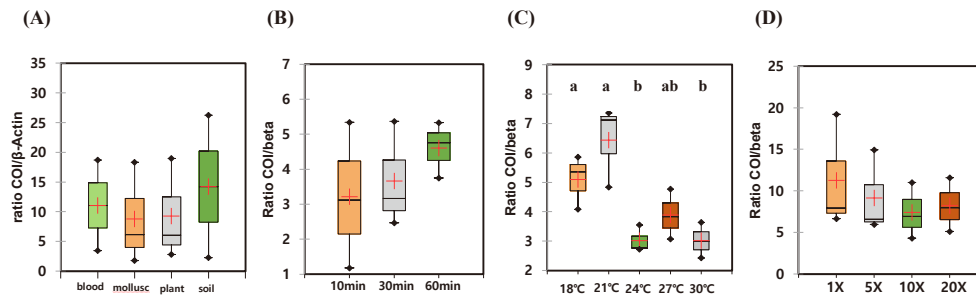 (A)
ratio COI/β-Actin
35
30
25
20
15
10
5
0
blood mollusc plant soil
(B)
Ratio COI/beta
7
6
5
4
3
2
1
10min 30min 60min
(C)
Ratio COI/beta
9
8
7
6
5
4
3
2
a a b ab b
18℃ 21℃ 24℃ 27℃ 30℃
(D)
Ratio COI/beta
25
20
15
10
5
0
1X 5X 10X 20X